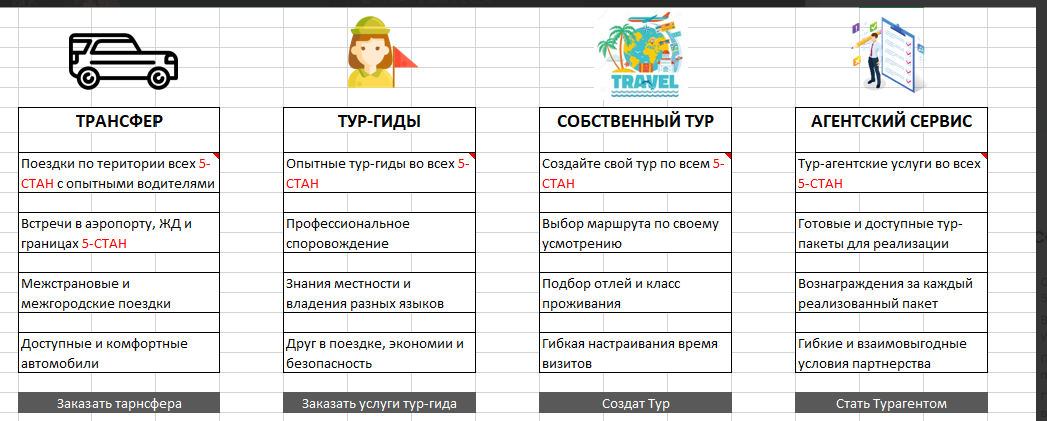 TRAVEL
ТРАНСФЕР
Поездки по територии всех 5-
СТАН с опытными водителями
Встречи в аэропорту, ЖД и
границах 5-СТАН
Межстрановые и
межгородские поездки
Доступные и комфортные
автомобили
Заказать тарнсфера
ТУР-ГИДЫ
Опытные тур-гиды во всех 5-
СТАН
Профессиональное
споровождение
Знания местности и
владения разных языков
Друг в поездке, экономии и
безопасность
Заказать услуги тур-гида
СОБСТВЕННЫЙ ТУР
Создайте свой тур по всем 5-
СТАН
Выбор маршрута по своему
усмотрению
Подбор отлей и класс
проживания
Гибкая настраивания время
визитов
Создат Тур
АГЕНТСКИЙ СЕРВИС
Тур-агентские услуги во всех
5-СТАН
Готовые и доступные тур-
пакеты для реализации
Вознаграждения за каждый
реализованный пакет
Гибкие и взаимовыгодные
условия партнерства
Стать Турагентом